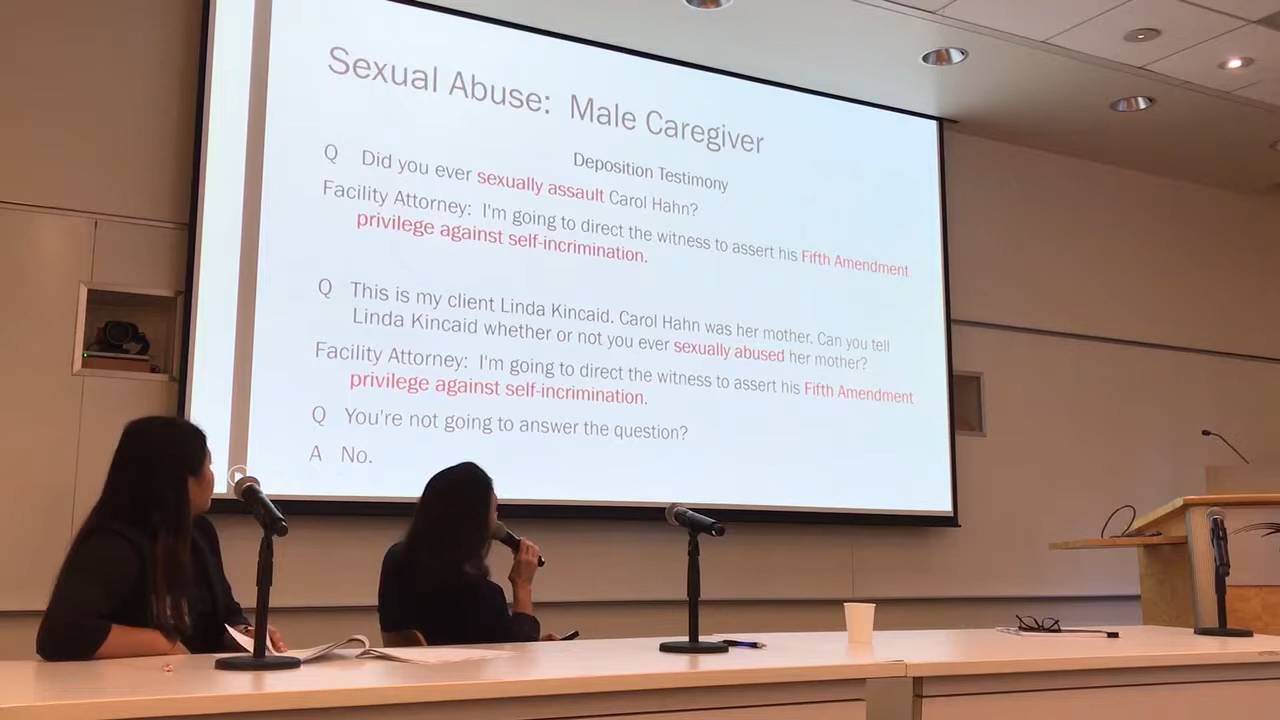 Sexual Abuse:  Male Caregiver
Deposition Testimony
Q Did you ever sexually assault Carol Hahn?
Facility Attorney: I'm going to direct the witness to assert his Fifth Amendment
privilege against self-incrimination.
Q This is my client Linda Kincaid. Carol Hahn was her mother. Can you tell
Linda Kincaid whether or not you ever sexually abused her mother?
Facility Attorney: I'm going to direct the witness to assert his Fifth Amendment
privilege against self-incrimination.
Q You're not going to answer the question?
A No.